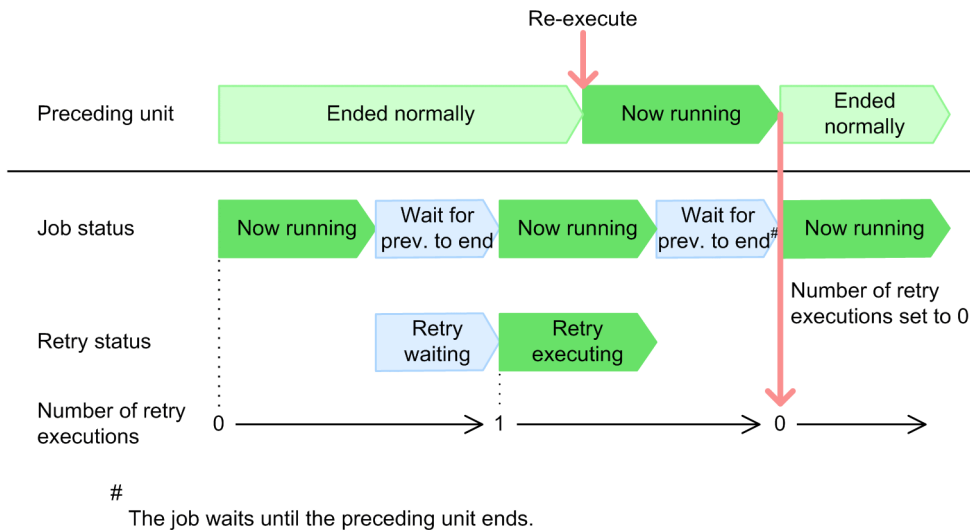 Re-execute
Preceding unit
Ended normally
Now running
Ended
normally
Job status
Now running
Wait for
prev. to end
Now running
Wait for
prev. to end#
Now running
Number of retry
executions set to 0
Retry status
Retry
waiting
Retry
executing
Number of retry
executions
0
1
0
#
The job waits until the preceding unit ends.